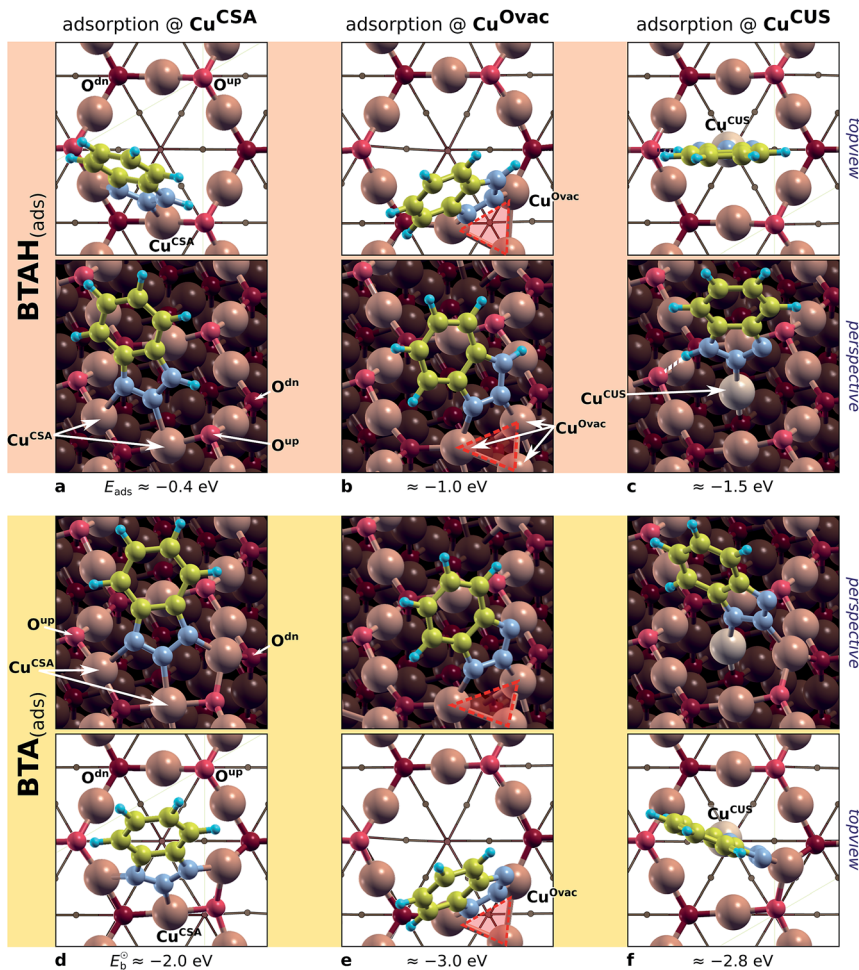 adsorption @ Cu^CSA
adsorption @ Cu^Ovac
adsorption @ Cu^CUS
BTAH(ads)
O^dn
O^up
Cu^CSA
Cu^Ovac
Cu^CUS
topview
Cu^CSA
O^dn
O^up
Cu^Ovac
Cu^CUS
perspective
a E_ads ≈ −0.4 eV
b ≈ −1.0 eV
c ≈ −1.5 eV
BTA(ads)
O^up
Cu^CSA
O^dn
perspective
O^dn
O^up
Cu^CSA
Cu^Ovac
Cu^CUS
topview
d E_b^⊙ ≈ −2.0 eV
e ≈ −3.0 eV
f ≈ −2.8 eV